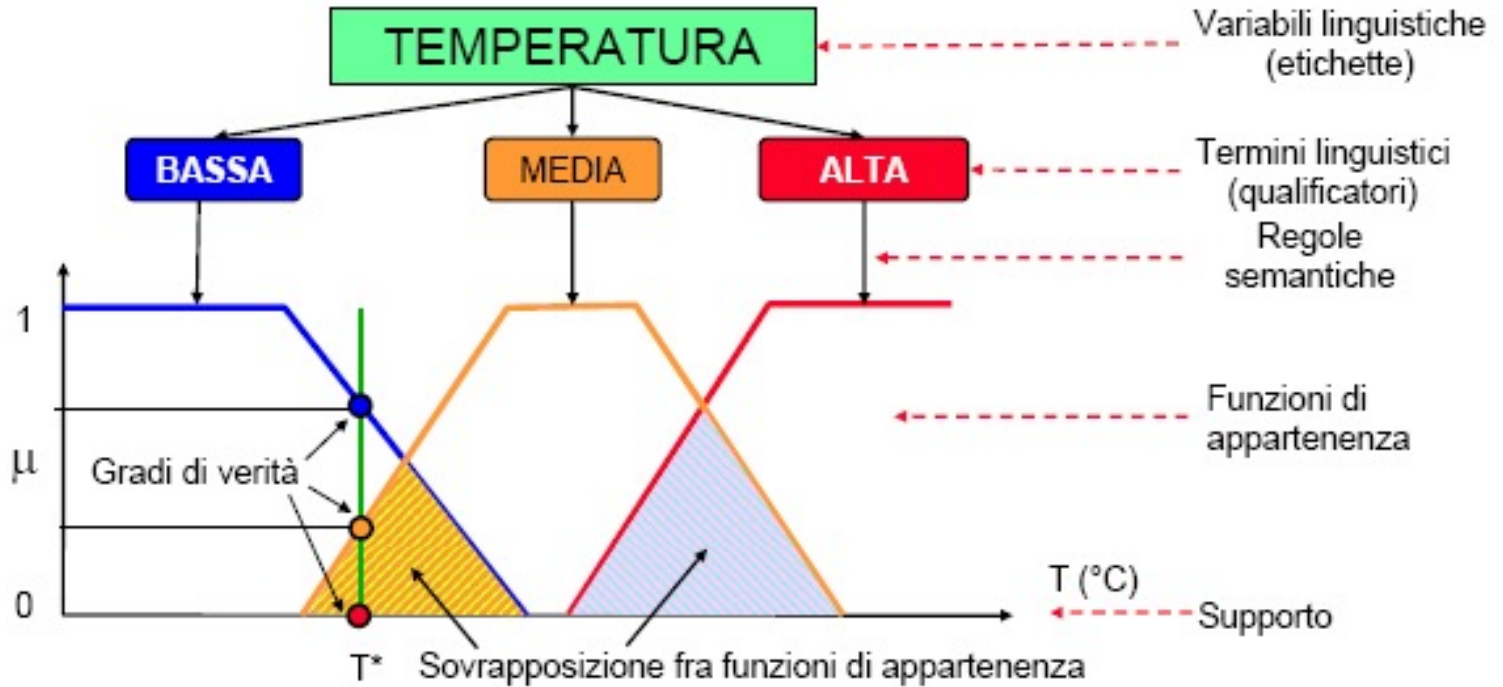 TEMPERATURA
Variabili linguistiche
(etichette)
BASSA
MEDIA
ALTA
Termini linguistici
(qualificatori)
Regole
semantiche
1
Funzioni di
appartenenza
μ
Gradi di verità
0
T (°C)
Supporto
T*
Sovrapposizione fra funzioni di appartenenza